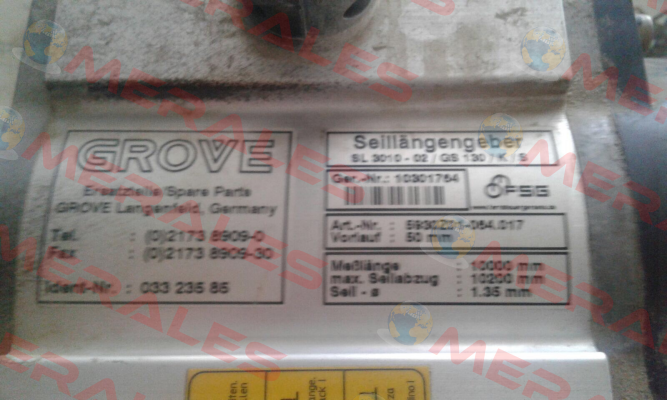 GROVE
Ersatzteile/Spare Parts
GROVE Langenfeld, Germany
Tel. : (0)2173 8909-0
Fax : (0)2173 8909-30
Ident-Nr. : 033 235 85
Seillängengeber
SL 3010 - 02 / GS 130 / K / S
Ger.-Nr.: 10301764
FSG
Art.-Nr. : 5930Z01-064.017
Vorlauf : 50 mm
Meßlänge : 10000 mm
max. Seilabzug : 10200 mm
Seil - ø : 1.35 mm
MERALES